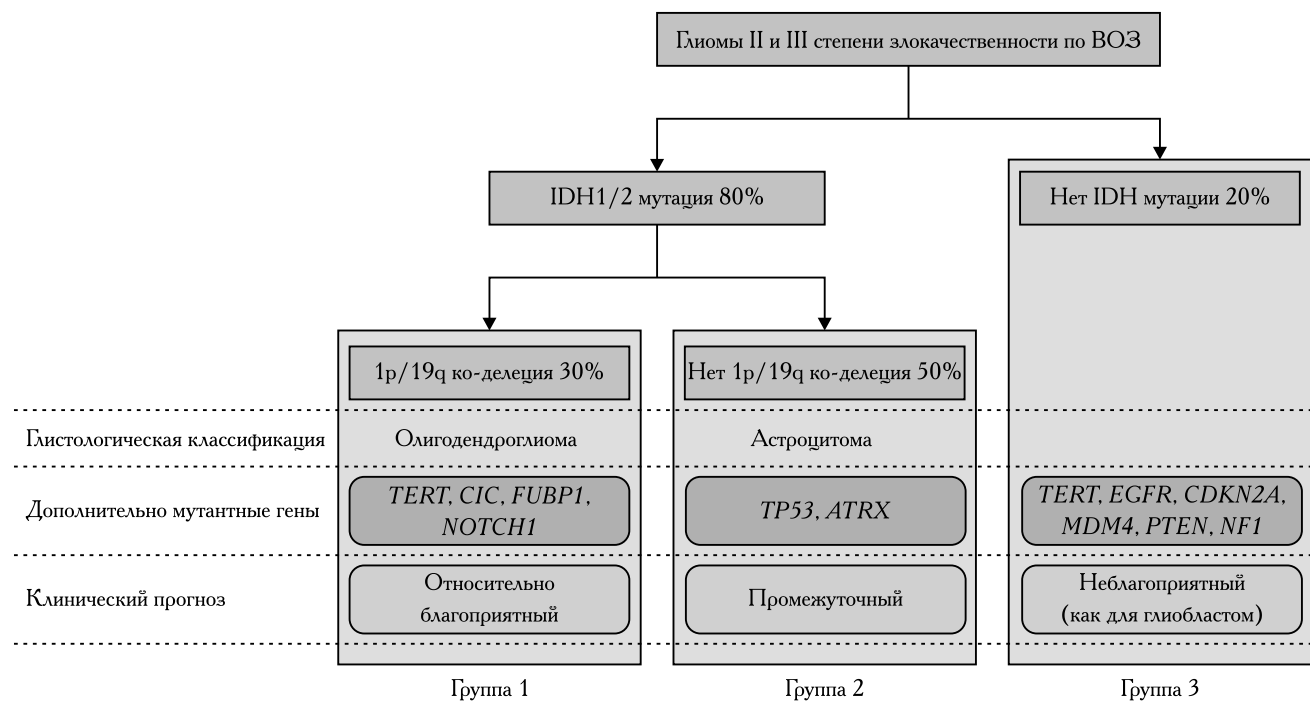 Глиомы II и III степени злокачественности по ВОЗ
IDH1/2 мутация 80%
Нет IDH мутации 20%
1p/19q ко-делеция 30%
Нет 1p/19q ко-делеция 50%
Глистологическая классификация
Олигодендроглиома
Астроцитома
Дополнительно мутантные гены
TERT, CIC, FUBP1,
NOTCH1
TP53, ATRX
TERT, EGFR, CDKN2A,
MDM4, PTEN, NF1
Клинический прогноз
Относительно
благоприятный
Промежуточный
Неблагоприятный
(как для глиобластом)
Группа 1
Группа 2
Группа 3